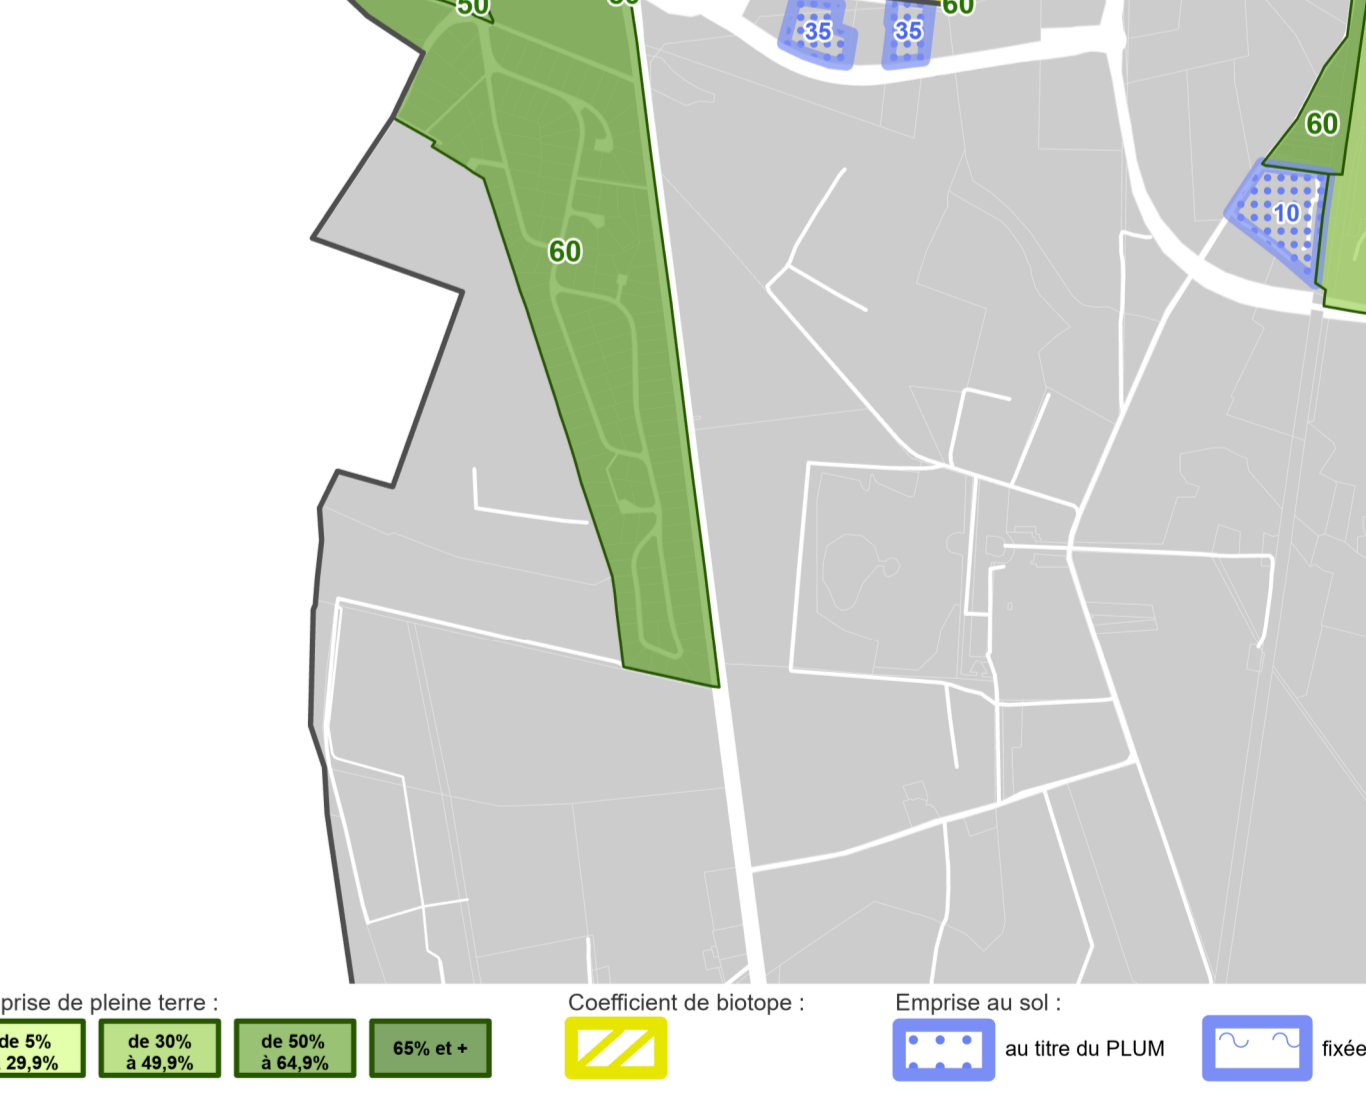 50
60
35
35
60
10
60
prise de pleine terre :
Coefficient de biotope :
Emprise au sol :
de 5%
à 29,9%
de 30%
à 49,9%
de 50%
à 64,9%
65% et +
au titre du PLUM
fixée